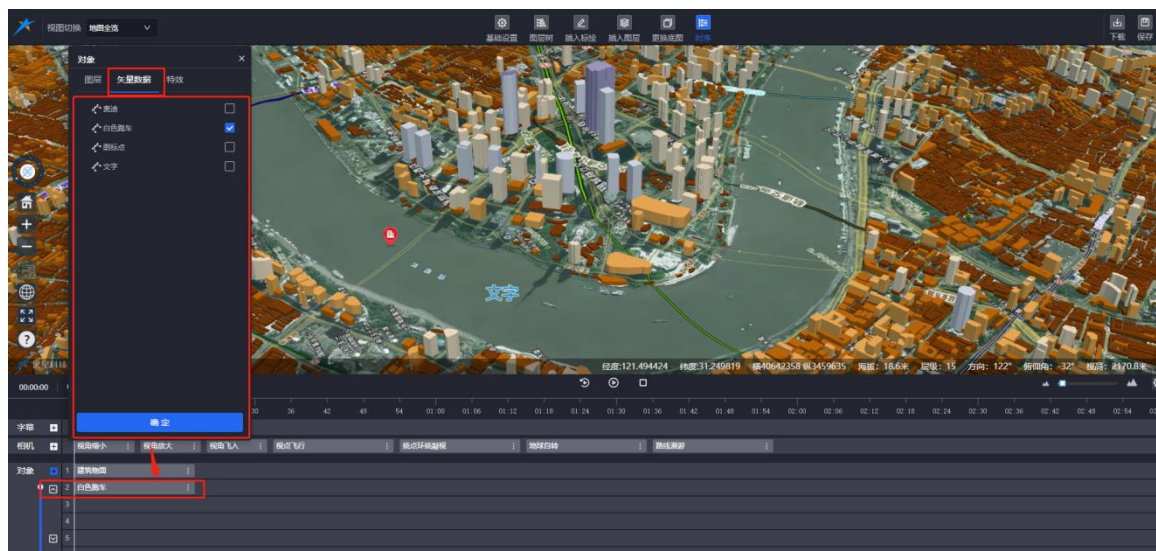 视图切换 地图全览
基础设置 图层树 插入标绘 插入图层 更换底图 时序
下载 保存
对象 ×
图层 矢量数据 特效
白色跑车
图标点
文字
确定
文字
经度:121.494424 纬度:31.249819 横40642358 纵3459635 海拔：18.6米 层级：15 方向：122° 俯仰角：-32° 视高：2170.8米
00:00:00
30 36 42 48 54 01:00 01:06 01:12 01:18 01:24 01:30 01:36 01:42 01:48 01:54 02:00 02:06 02:12 02:18 02:24 02:30 02:36 02:42 02:48 02:54
字幕
相机 视角缩小 视角放大 视角飞入 视点飞行 绕点环绕凝视 地球自转 路线漫游
对象 1 建筑物面
2 白色跑车
3
4
5